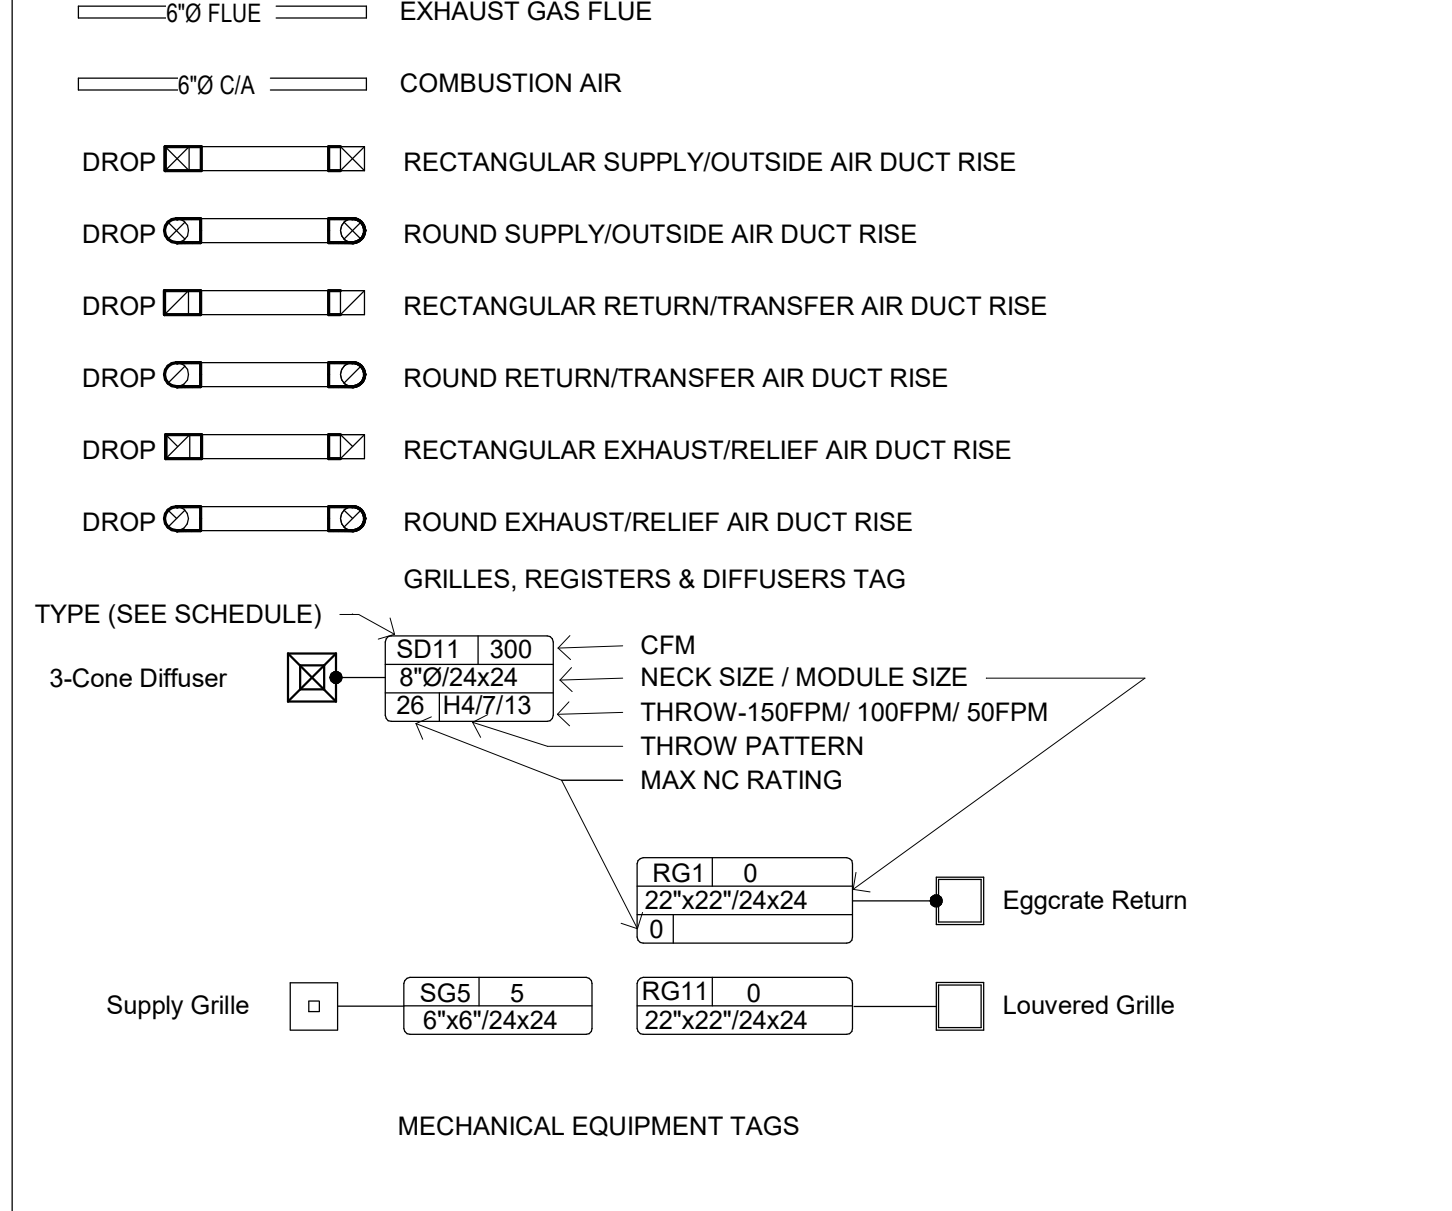 6"Ø FLUE EXHAUST GAS FLUE
6"Ø C/A COMBUSTION AIR
DROP RECTANGULAR SUPPLY/OUTSIDE AIR DUCT RISE
DROP ROUND SUPPLY/OUTSIDE AIR DUCT RISE
DROP RECTANGULAR RETURN/TRANSFER AIR DUCT RISE
DROP ROUND RETURN/TRANSFER AIR DUCT RISE
DROP RECTANGULAR EXHAUST/RELIEF AIR DUCT RISE
DROP ROUND EXHAUST/RELIEF AIR DUCT RISE
GRILLES, REGISTERS & DIFFUSERS TAG
TYPE (SEE SCHEDULE)
SD11 300 CFM
3-Cone Diffuser 8"Ø/24x24 NECK SIZE / MODULE SIZE
26 H4/7/13 THROW-150FPM/ 100FPM/ 50FPM
THROW PATTERN
MAX NC RATING
RG1 0
22"x22"/24x24 Eggcrate Return
0
SG5 5 RG11 0
Supply Grille Louvered Grille
6"x6"/24x24 22"x22"/24x24
MECHANICAL EQUIPMENT TAGS